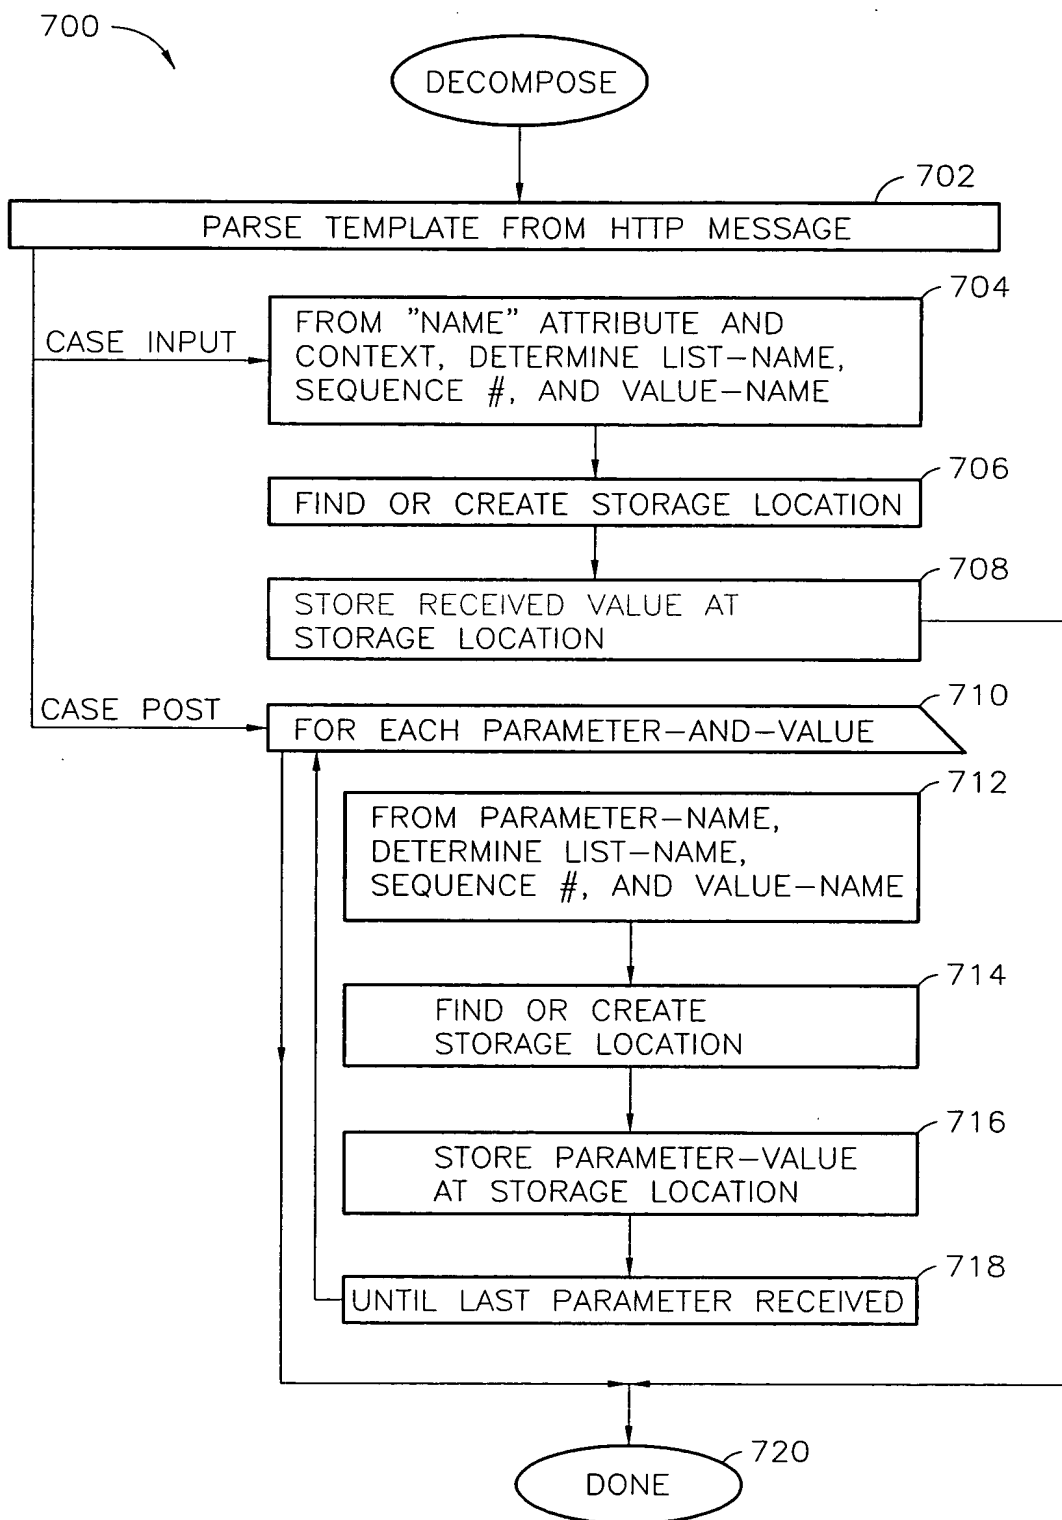 700
DECOMPOSE
702
PARSE TEMPLATE FROM HTTP MESSAGE
704
CASE INPUT
FROM "NAME" ATTRIBUTE AND
CONTEXT, DETERMINE LIST-NAME,
SEQUENCE #, AND VALUE-NAME
706
FIND OR CREATE STORAGE LOCATION
708
STORE RECEIVED VALUE AT
STORAGE LOCATION
CASE POST
710
FOR EACH PARAMETER-AND-VALUE
712
FROM PARAMETER-NAME,
DETERMINE LIST-NAME,
SEQUENCE #, AND VALUE-NAME
714
FIND OR CREATE
STORAGE LOCATION
716
STORE PARAMETER-VALUE
AT STORAGE LOCATION
718
UNTIL LAST PARAMETER RECEIVED
720
DONE